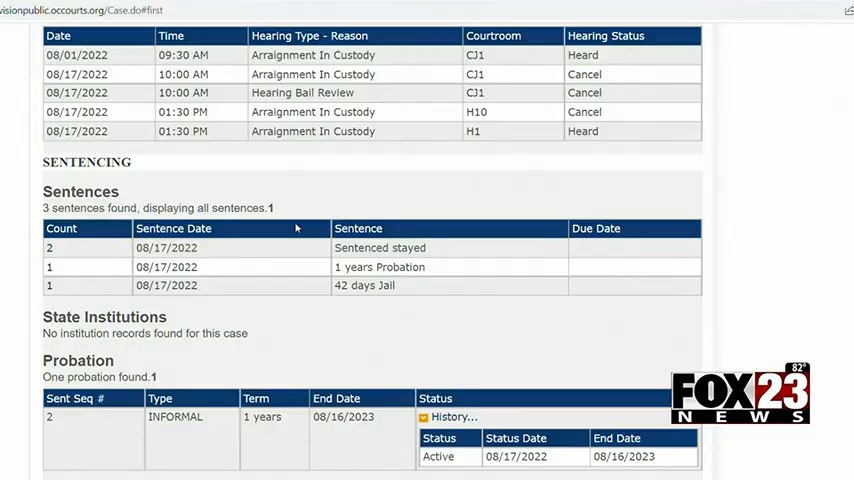 visionpublic.occourts.org/Case.do#first
Date Time Hearing Type - Reason Courtroom Hearing Status
08/01/2022 09:30 AM Arraignment In Custody CJ1 Heard
08/17/2022 10:00 AM Arraignment In Custody CJ1 Cancel
08/17/2022 10:00 AM Hearing Bail Review CJ1 Cancel
08/17/2022 01:30 PM Arraignment In Custody H10 Cancel
08/17/2022 01:30 PM Arraignment In Custody H1 Heard
SENTENCING
Sentences
3 sentences found, displaying all sentences.1
Count Sentence Date Sentence Due Date
2 08/17/2022 Sentenced stayed
1 08/17/2022 1 years Probation
1 08/17/2022 42 days Jail
State Institutions
No institution records found for this case
Probation
One probation found.1
Sent Seq # Type Term End Date Status
2 INFORMAL 1 years 08/16/2023 History...
Status Status Date End Date
Active 08/17/2022 08/16/2023
82°
FOX23
NEWS